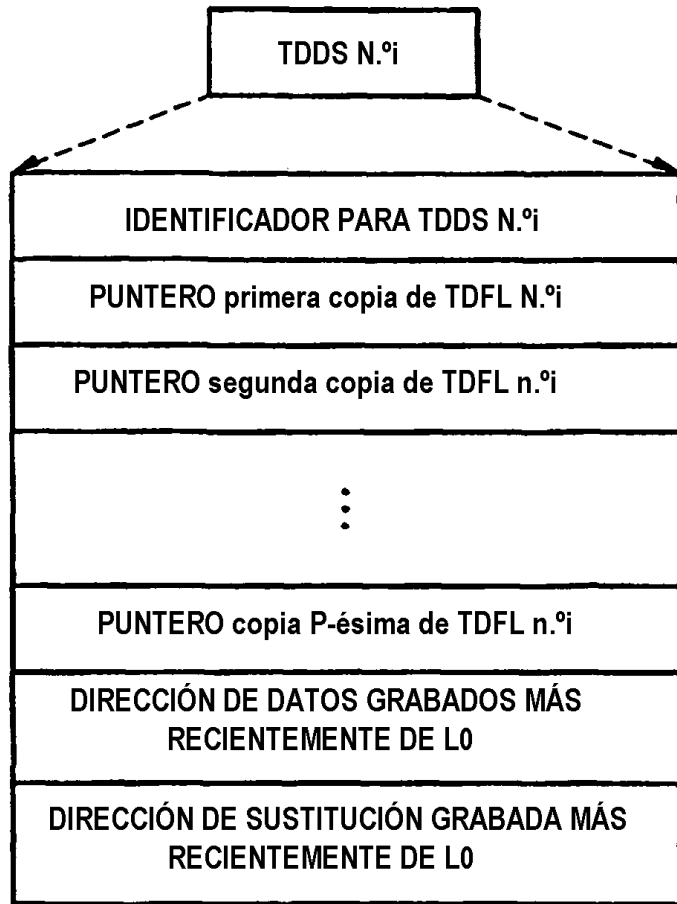 TDDS N.ºi
IDENTIFICADOR PARA TDDS N.ºi
PUNTERO primera copia de TDFL N.ºi
PUNTERO segunda copia de TDFL n.ºi
PUNTERO copia P-ésima de TDFL n.ºi
DIRECCIÓN DE DATOS GRABADOS MÁS
RECIENTEMENTE DE L0
DIRECCIÓN DE SUSTITUCIÓN GRABADA MÁS
RECIENTEMENTE DE L0